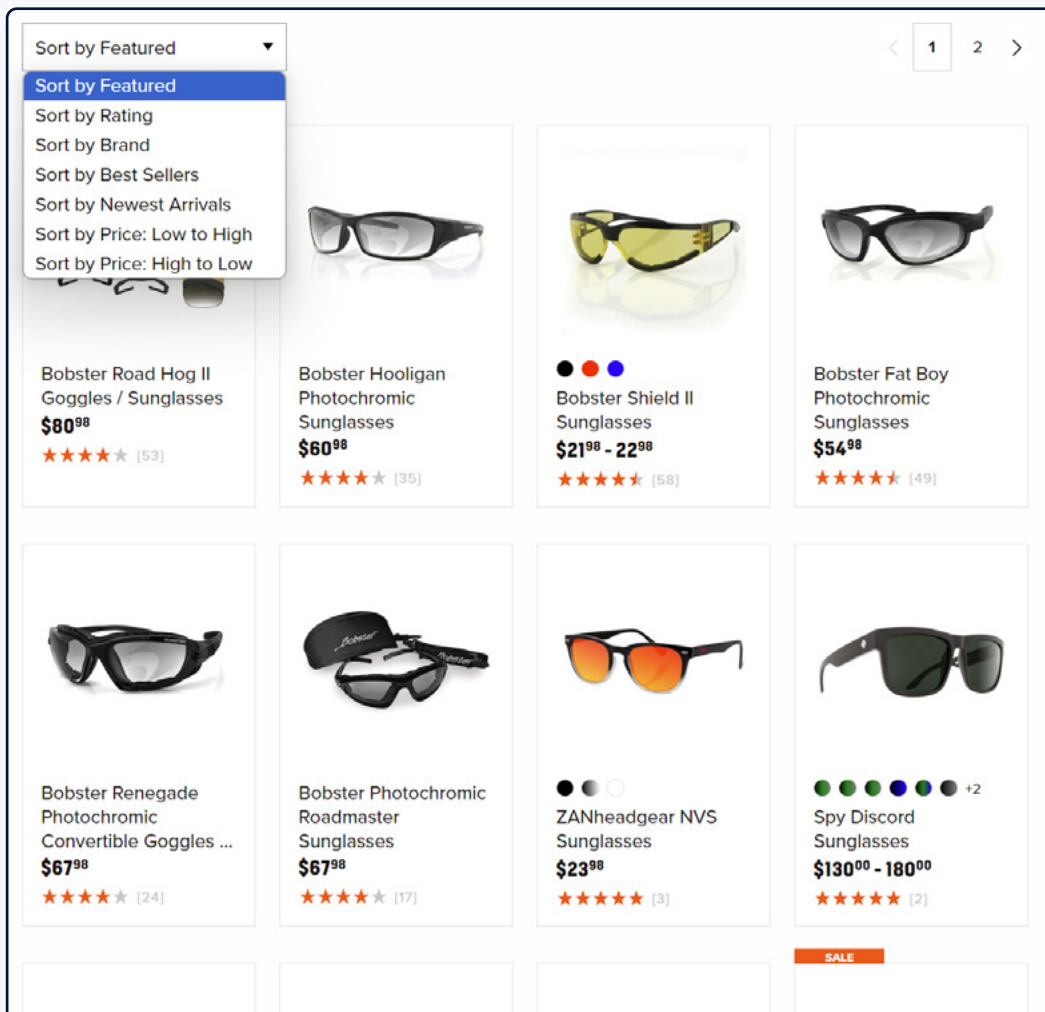 Sort by Featured
1 2
Sort by Featured
Sort by Rating
Sort by Brand
Sort by Best Sellers
Sort by Newest Arrivals
Sort by Price: Low to High
Sort by Price: High to Low
Bobster Road Hog II
Goggles / Sunglasses
$80.98
[53]
Bobster Hooligan
Photochromic
Sunglasses
$60.98
[35]
Bobster Shield II
Sunglasses
$21.98 - 22.98
[58]
Bobster Fat Boy
Photochromic
Sunglasses
$54.98
[49]
Bobster
Bobster Renegade
Photochromic
Convertible Goggles ...
$67.98
[24]
Bobster Photochromic
Roadmaster
Sunglasses
$67.98
[17]
ZANheadgear NVS
Sunglasses
$23.98
[3]
+2
Spy Discord
Sunglasses
$130.00 - 180.00
[2]
SALE